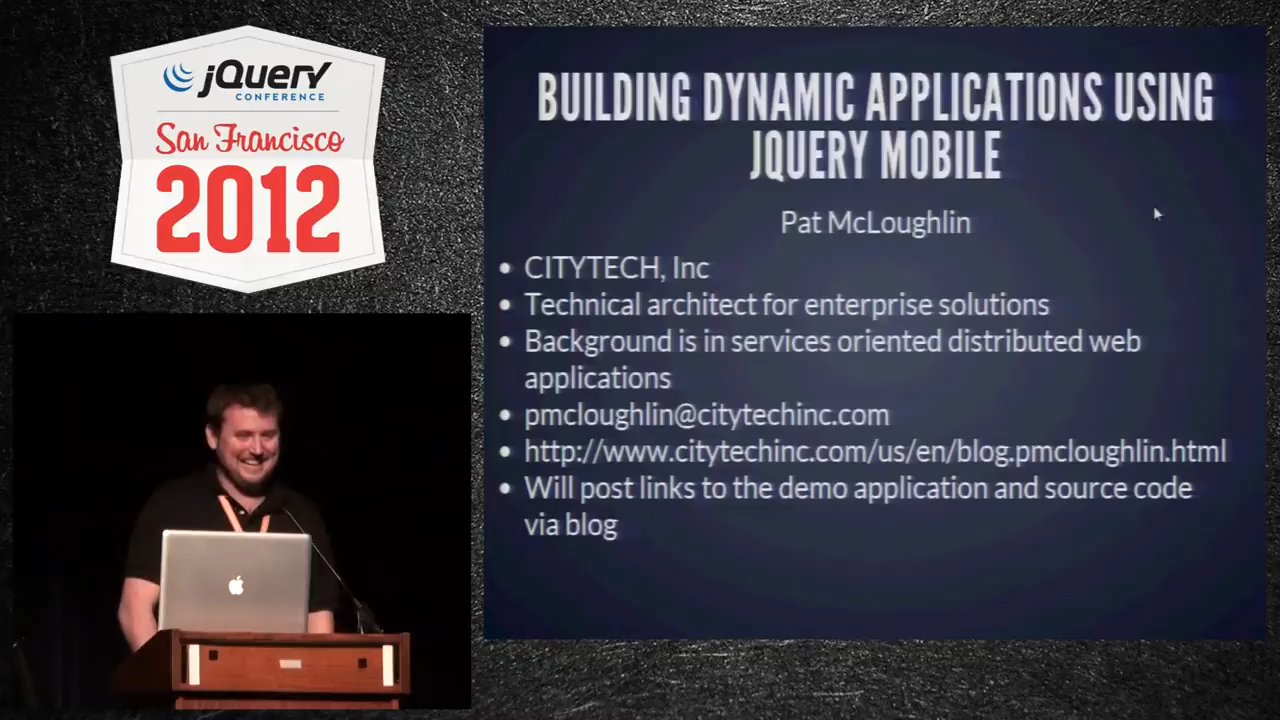 jQuery
CONFERENCE
San Francisco
2012
BUILDING DYNAMIC APPLICATIONS USING
JQUERY MOBILE
Pat McLoughlin
• CITYTECH, Inc
• Technical architect for enterprise solutions
• Background is in services oriented distributed web
applications
• pmcloughlin@citytechinc.com
• http://www.citytechinc.com/us/en/blog.pmcloughlin.html
• Will post links to the demo application and source code
via blog